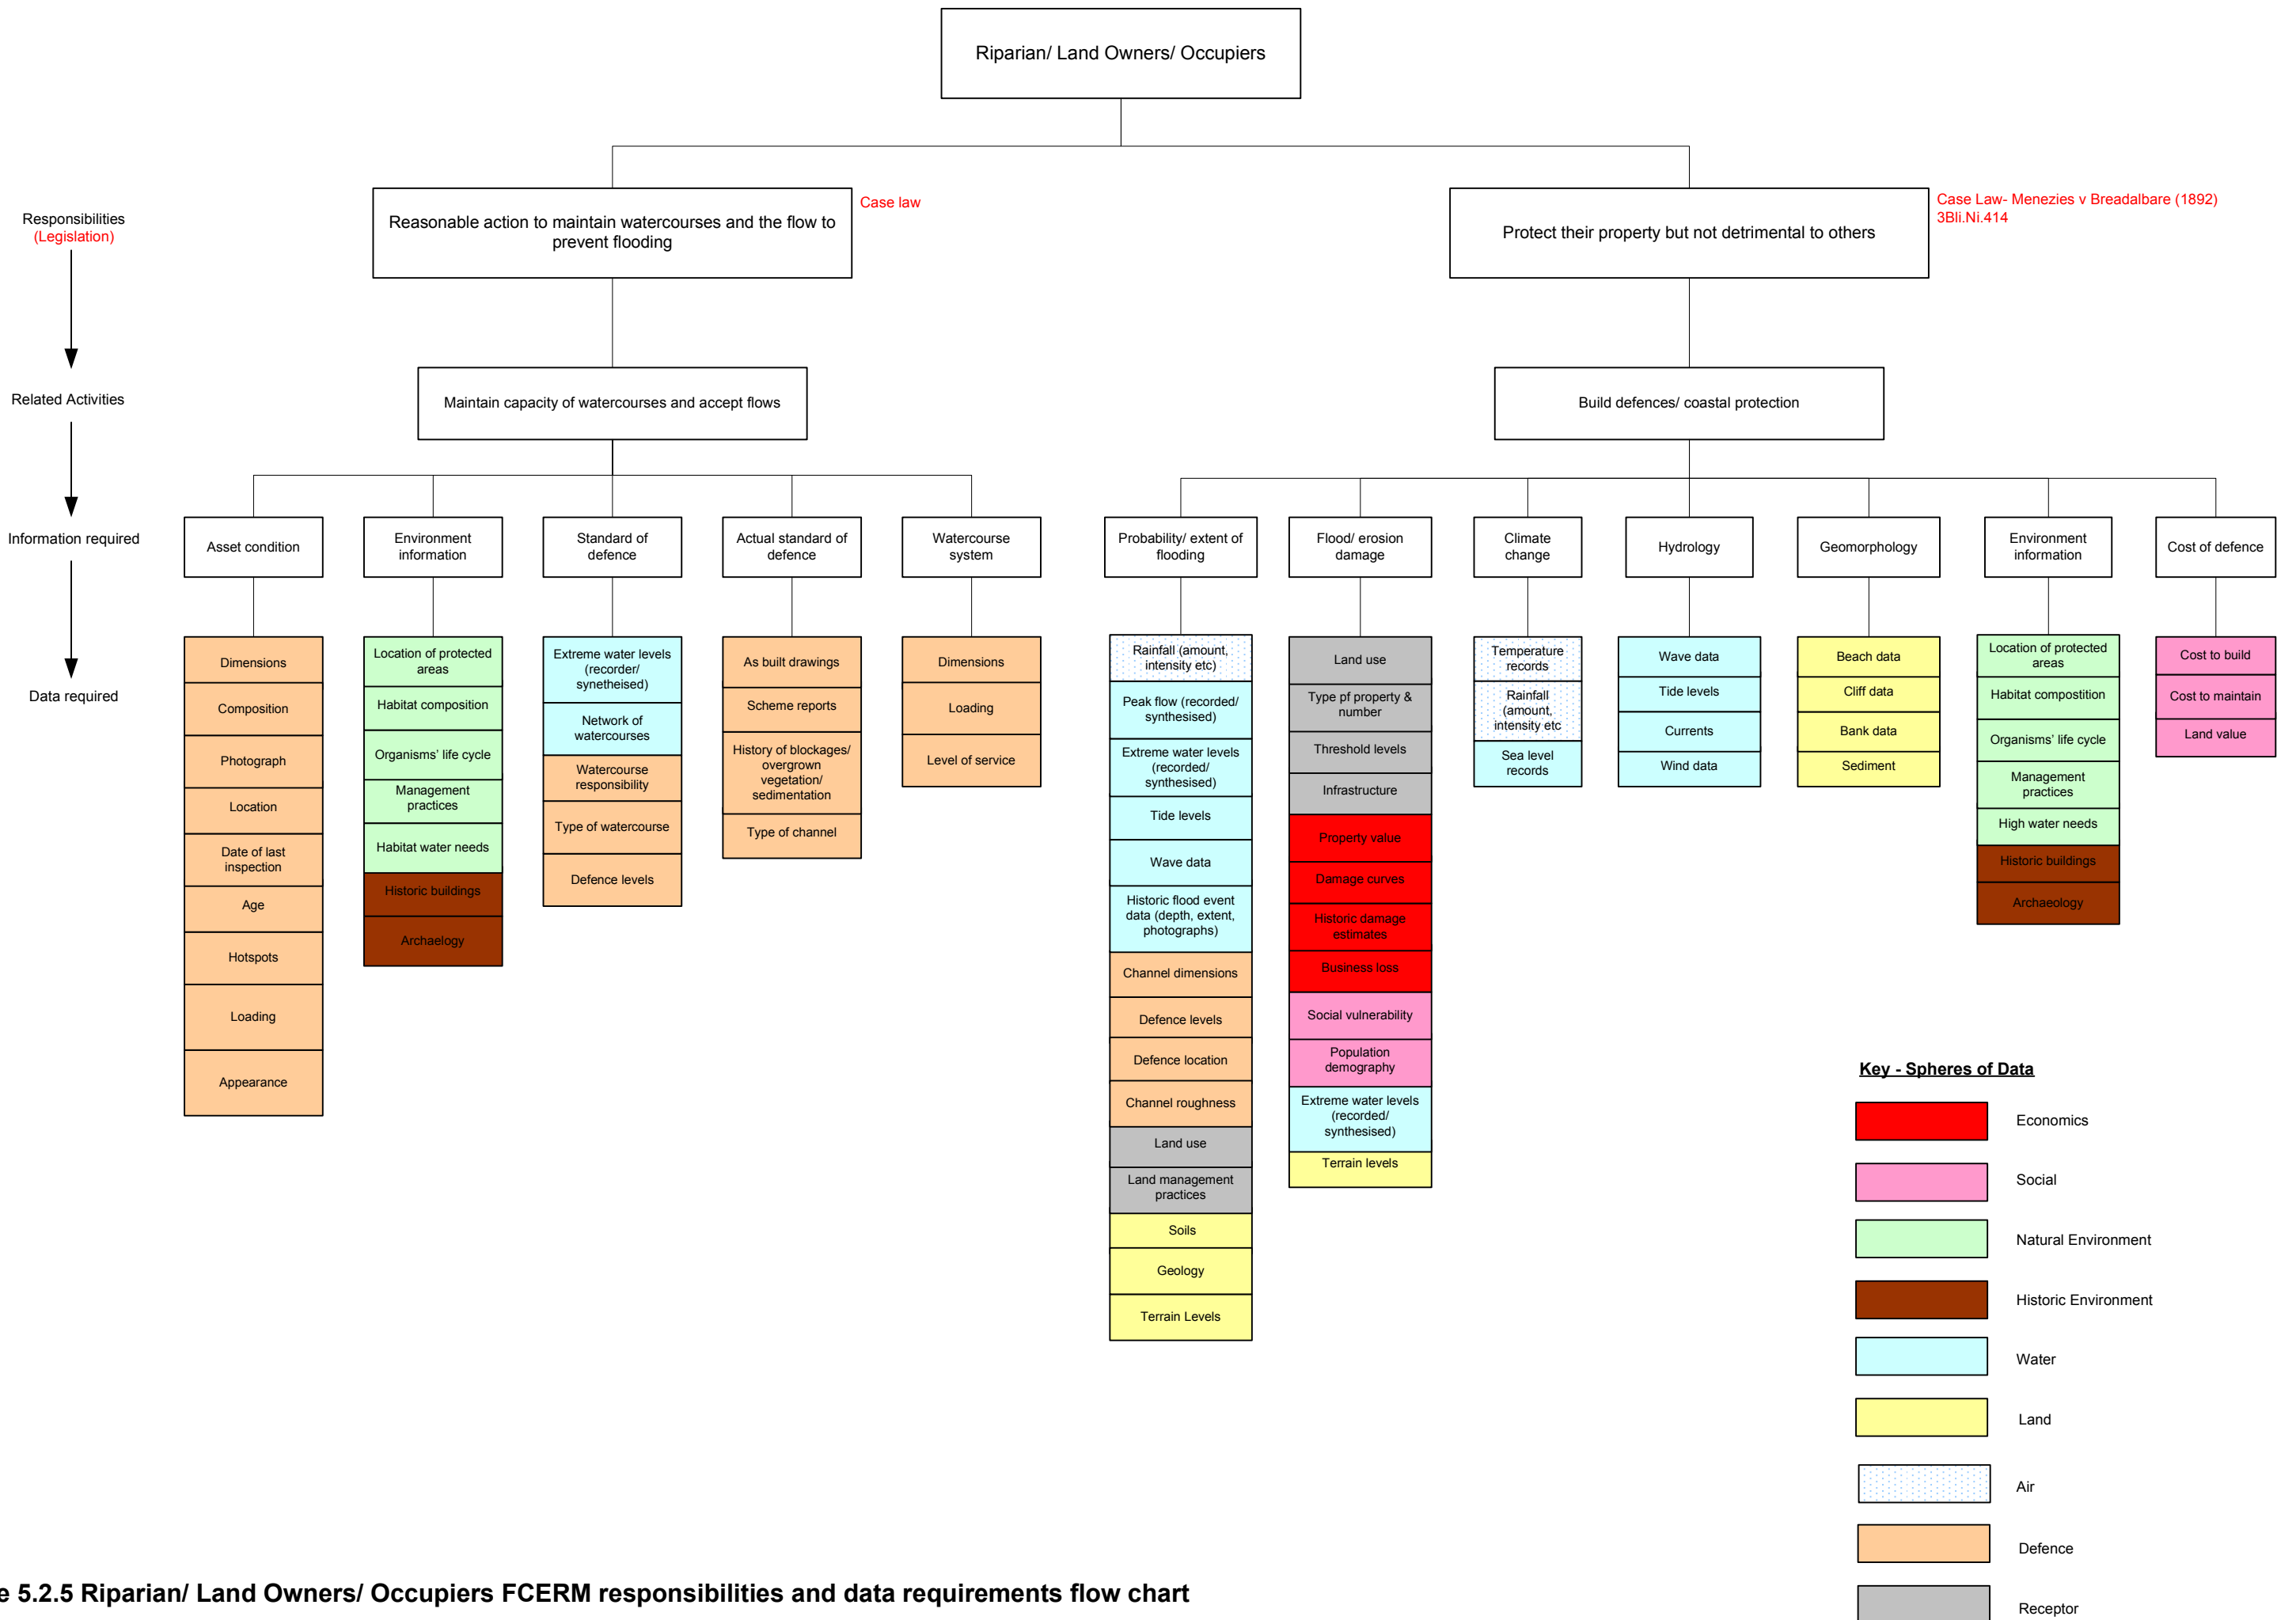 Riparian/ Land Owners/ Occupiers
Responsibilities
(Legislation)
Reasonable action to maintain watercourses and the flow to
prevent flooding
Case law
Protect their property but not detrimental to others
Case Law- Menezies v Breadalbare (1892)
3Bli.Ni.414
Related Activities
Maintain capacity of watercourses and accept flows
Build defences/ coastal protection
Information required
Asset condition
Environment
information
Standard of
defence
Actual standard of
defence
Watercourse
system
Probability/ extent of
flooding
Flood/ erosion
damage
Climate
change
Hydrology
Geomorphology
Environment
information
Cost of defence
Data required
Dimensions
Composition
Photograph
Location
Date of last
inspection
Age
Hotspots
Loading
Appearance
Location of protected
areas
Habitat composition
Organisms' life cycle
Management
practices
Habitat water needs
Historic buildings
Archaelogy
Extreme water levels
(recorder/
synetheised)
Network of
watercourses
Watercourse
responsibility
Type of watercourse
Defence levels
As built drawings
Scheme reports
History of blockages/
overgrown
vegetation/
sedimentation
Type of channel
Dimensions
Loading
Level of service
Rainfall (amount,
intensity etc)
Peak flow (recorded/
synthesised)
Extreme water levels
(recorded/
synthesised)
Tide levels
Wave data
Historic flood event
data (depth, extent,
photographs)
Channel dimensions
Defence levels
Defence location
Channel roughness
Land use
Land management
practices
Soils
Geology
Terrain Levels
Land use
Type pf property &
number
Threshold levels
Infrastructure
Property value
Damage curves
Historic damage
estimates
Business loss
Social vulnerability
Population
demography
Extreme water levels
(recorded/
synthesised)
Terrain levels
Temperature
records
Rainfall
(amount,
intensity etc
Sea level
records
Wave data
Tide levels
Currents
Wind data
Beach data
Cliff data
Bank data
Sediment
Location of protected
areas
Habitat compostition
Organisms' life cycle
Management
practices
High water needs
Historic buildings
Archaeology
Cost to build
Cost to maintain
Land value
Key - Spheres of Data
Economics
Social
Natural Environment
Historic Environment
Water
Land
Air
Defence
Receptor
e 5.2.5 Riparian/ Land Owners/ Occupiers FCERM responsibilities and data requirements flow chart